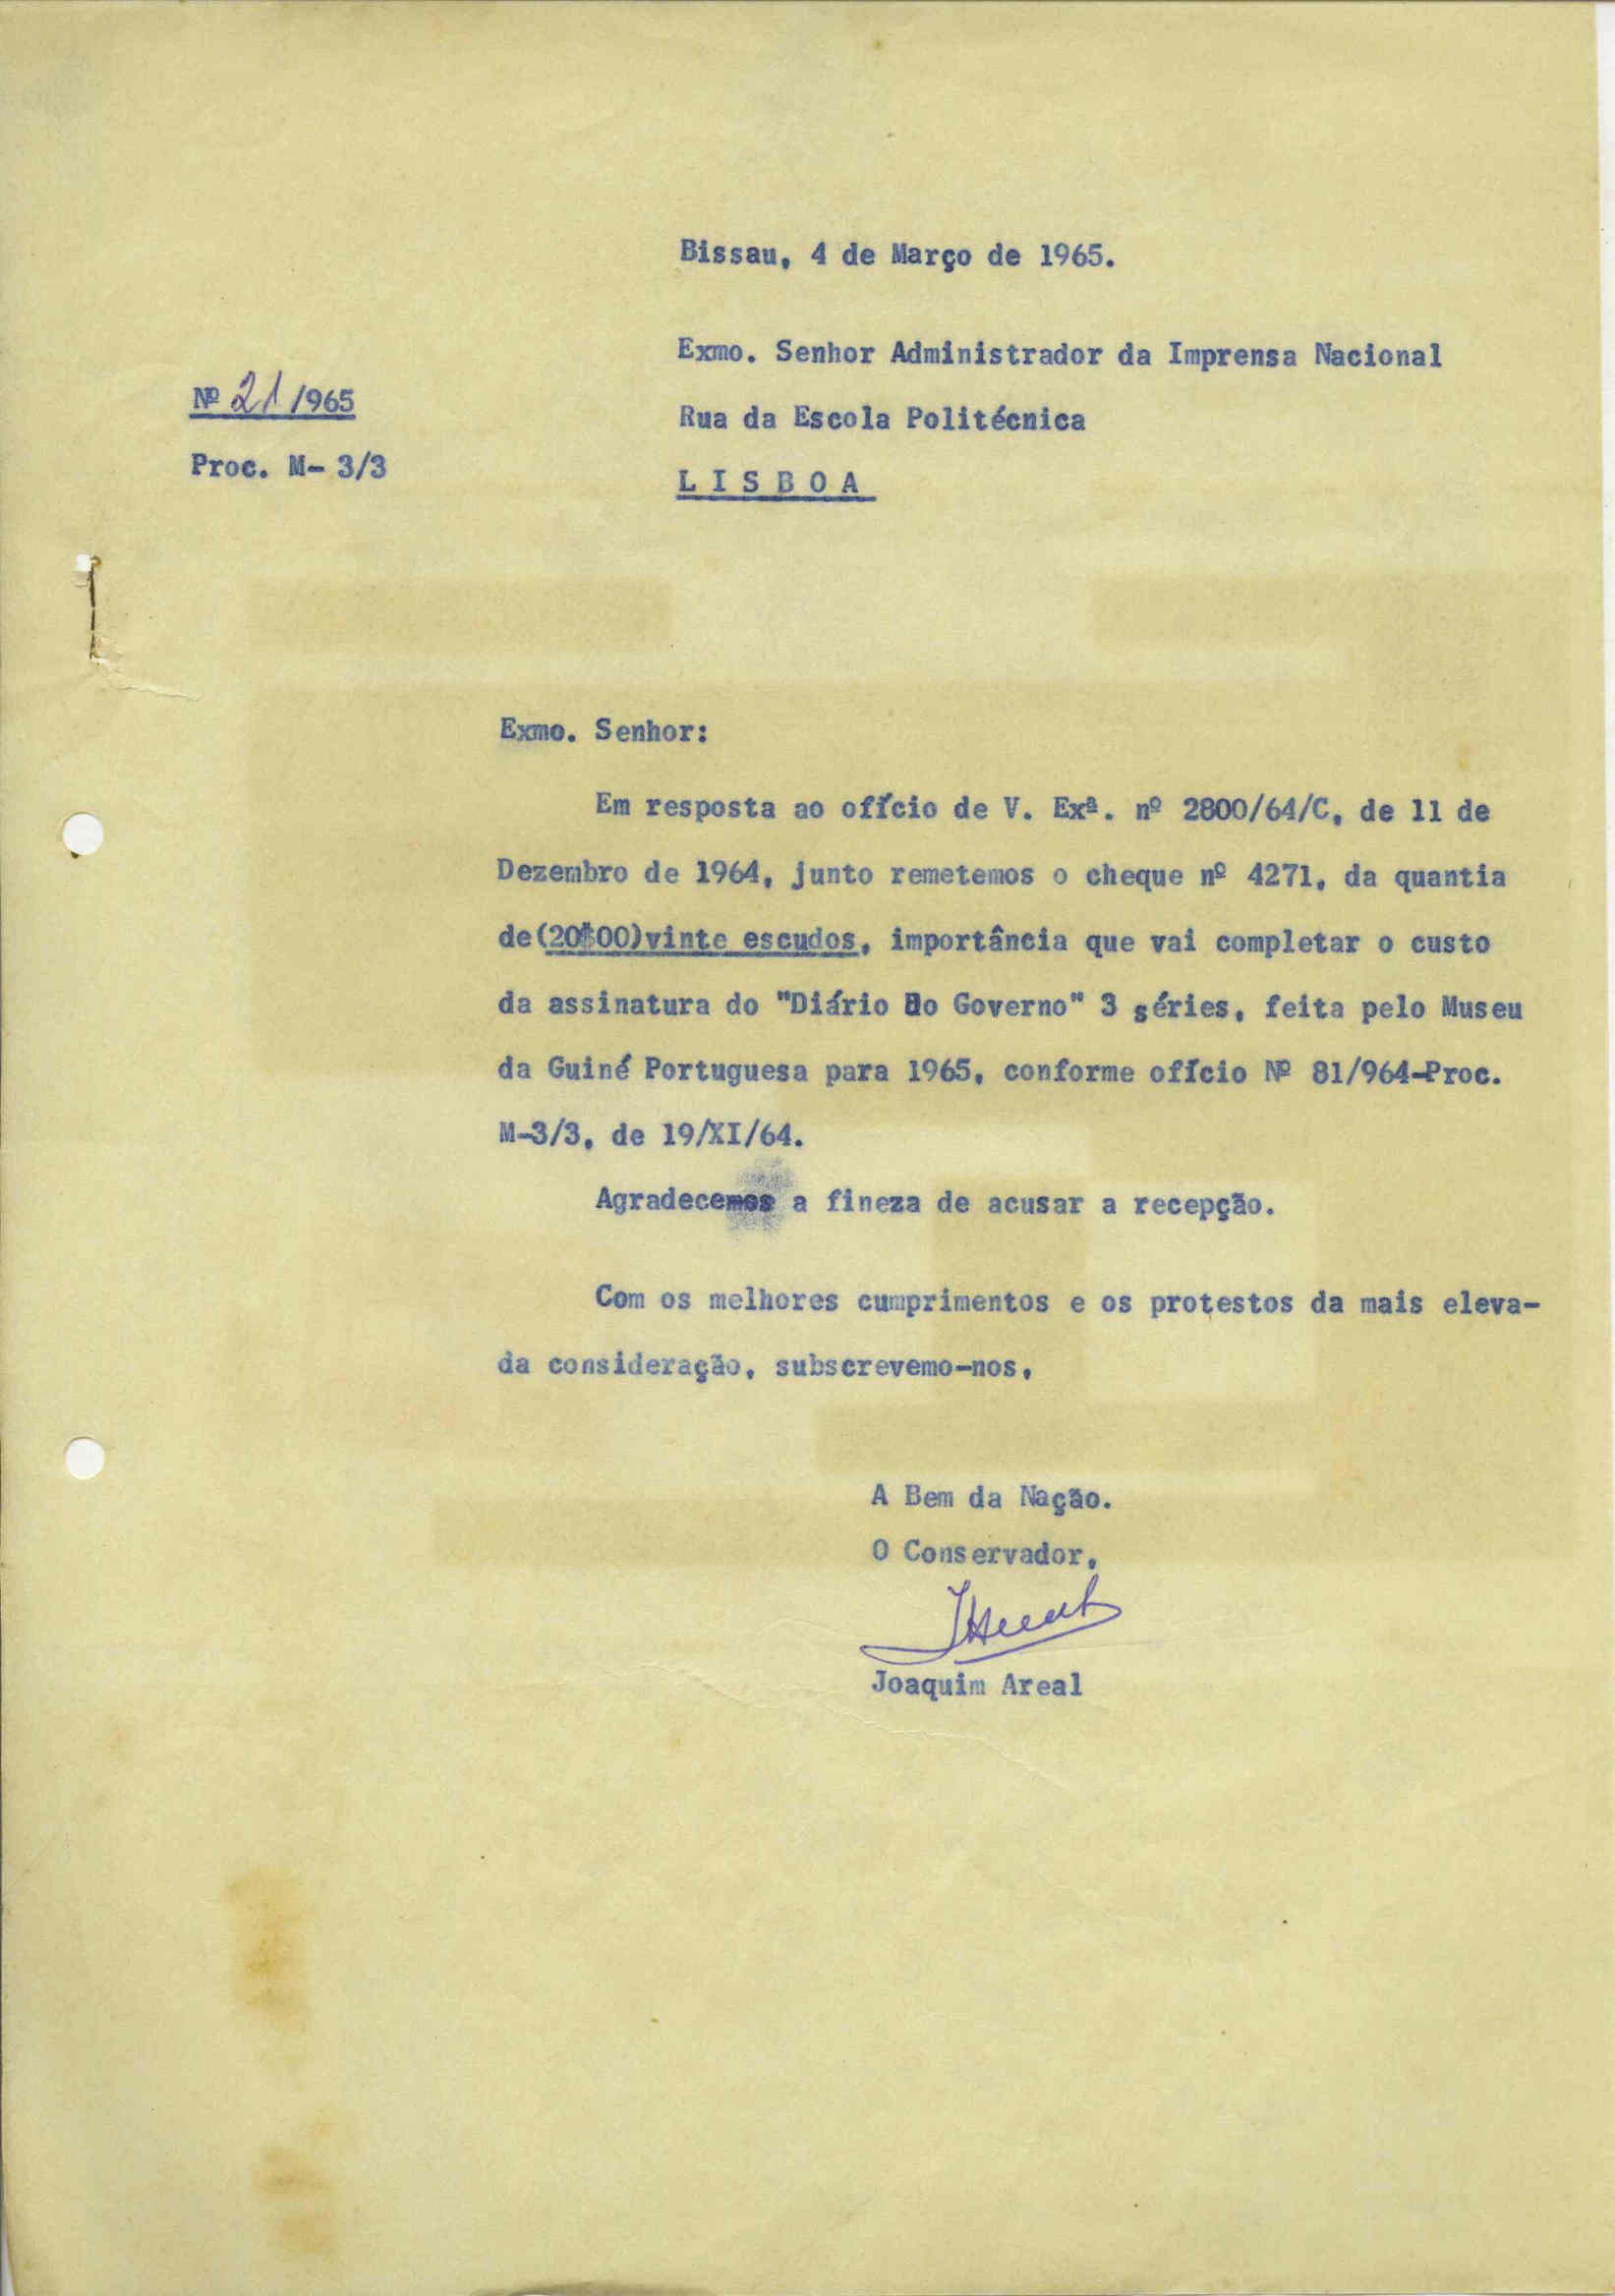 Bissau, 4 de Março de 1965.
Exmo. Senhor Administrador da Imprensa Nacional
Nº 21/965
Rua da Escola Politécnica
Proc. M- 3/3
LISBOA
Exmo. Senhor:
Em resposta ao ofício de V. Exª. nº 2800/64/C, de 11 de
Dezembro de 1964, junto remetemos o cheque nº 4271, da quantia
de(20$00)vinte escudos, importância que vai completar o custo
da assinatura do "Diário do Governo" 3 séries, feita pelo Museu
da Guiné Portuguesa para 1965, conforme ofício Nº 81/964-Proc.
M-3/3, de 19/XI/64.
Agradecemos a fineza de acusar a recepção.
Com os melhores cumprimentos e os protestos da mais eleva-
da consideração, subscrevemo-nos,
A Bem da Nação.
O Conservador,
Joaquim Areal